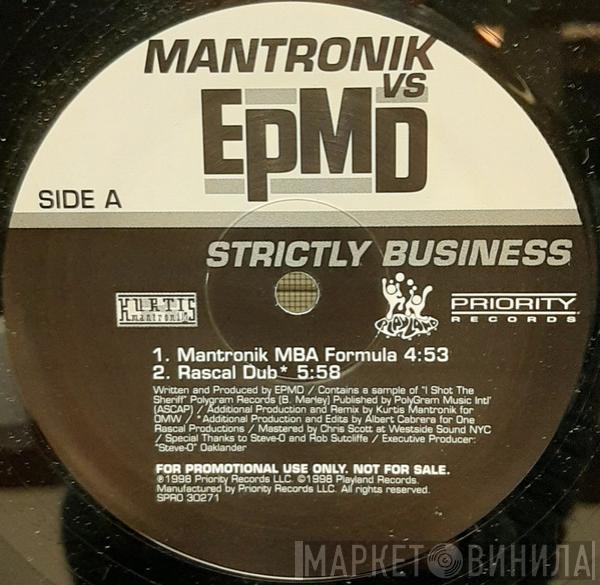 MANTRONIK
VS
EPMD
SIDE A
STRICTLY BUSINESS
KURTIS
mantronik
PLAYLAND
PRIORITY
RECORDS
1. Mantronik MBA Formula 4:53
2. Rascal Dub* 5:58
Written and Produced by EPMD / Contains a sample of "I Shot The
Sheriff" Polygram Records (B. Marley) Published by PolyGram Music Intl'
(ASCAP) / Additional Production and Remix by Kurtis Mantronik for
OMW / *Additional Production and Edits by Albert Cabrera for One
Rascal Productions / Mastered by Chris Scott at Westside Sound NYC
/ Special Thanks to Steve-O and Rob Sutcliffe / Executive Producer:
"Steve-O" Oaklander
FOR PROMOTIONAL USE ONLY. NOT FOR SALE.
℗1998 Priority Records LLC. ©1998 Playland Records.
Manufactured by Priority Records LLC. All rights reserved.
SPRO 30271
МАРКЕТ ВИНИЛА